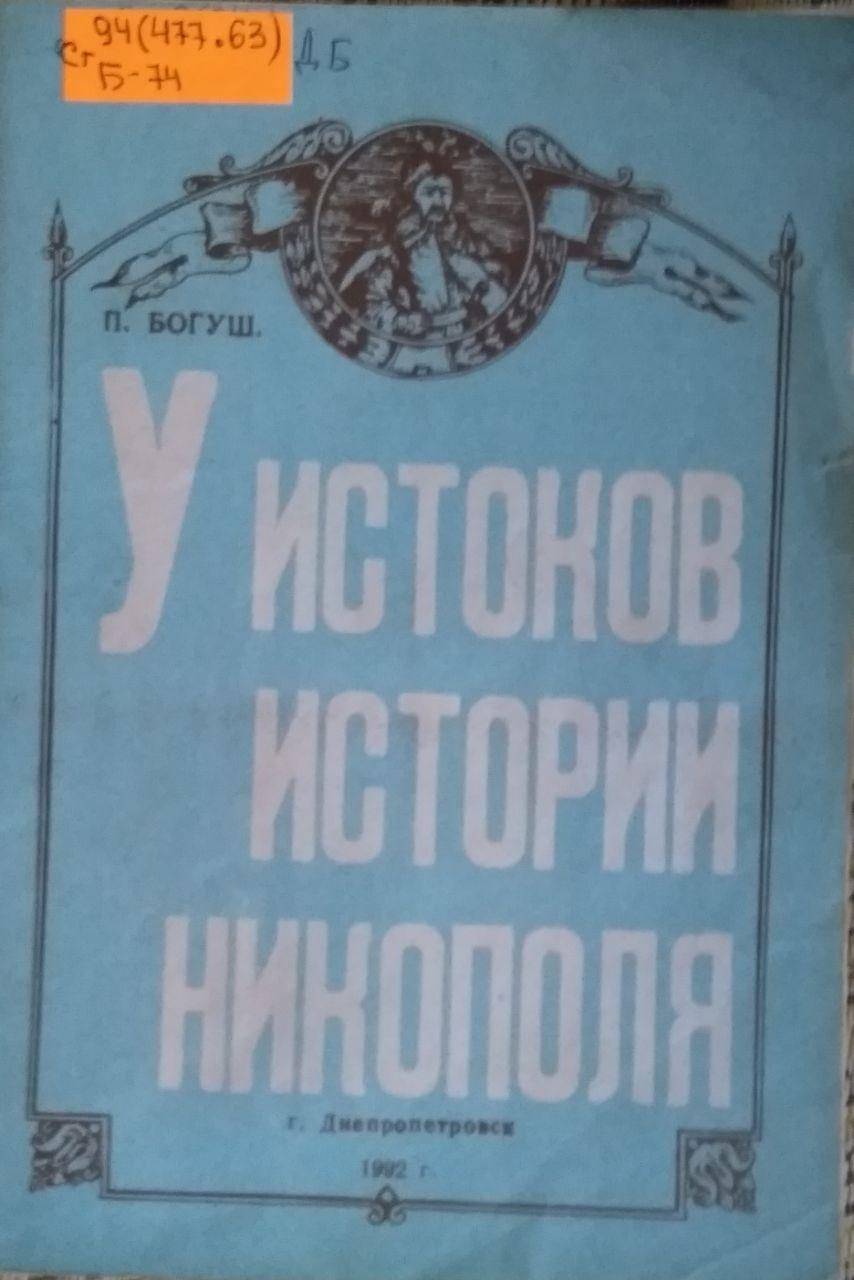 94(477.63)
Ст
Б-74
ДБ
П. БОГУШ.
У ИСТОКОВ
ИСТОРИИ
НИКОПОЛЯ
г. Днепропетровск
1992 г.